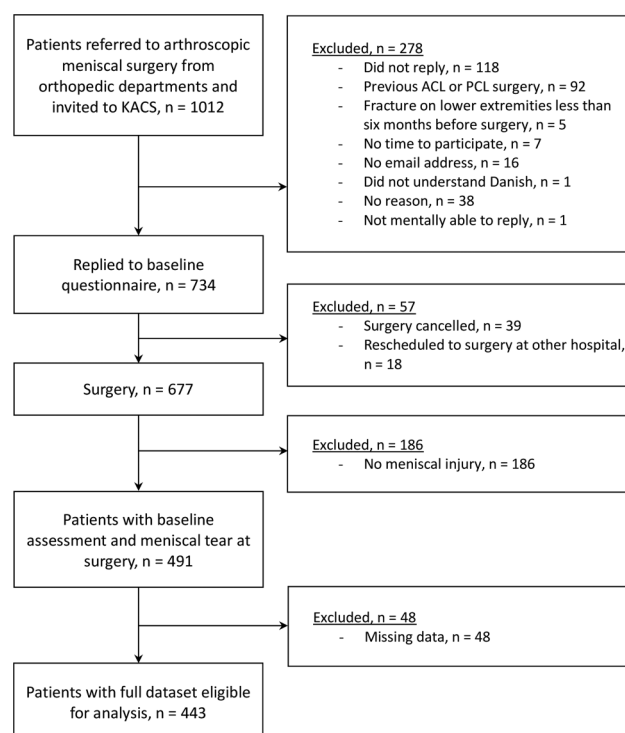 Patients referred to arthroscopic
meniscal surgery from
orthopedic departments and
invited to KACS, n = 1012
Excluded, n = 278
- Did not reply, n = 118
- Previous ACL or PCL surgery, n = 92
- Fracture on lower extremities less than
six months before surgery, n = 5
- No time to participate, n = 7
- No email address, n = 16
- Did not understand Danish, n = 1
- No reason, n = 38
- Not mentally able to reply, n = 1
Replied to baseline
questionnaire, n = 734
Excluded, n = 57
- Surgery cancelled, n = 39
- Rescheduled to surgery at other hospital,
n = 18
Surgery, n = 677
Excluded, n = 186
- No meniscal injury, n = 186
Patients with baseline
assessment and meniscal tear at
surgery, n = 491
Excluded, n = 48
- Missing data, n = 48
Patients with full dataset eligible
for analysis, n = 443